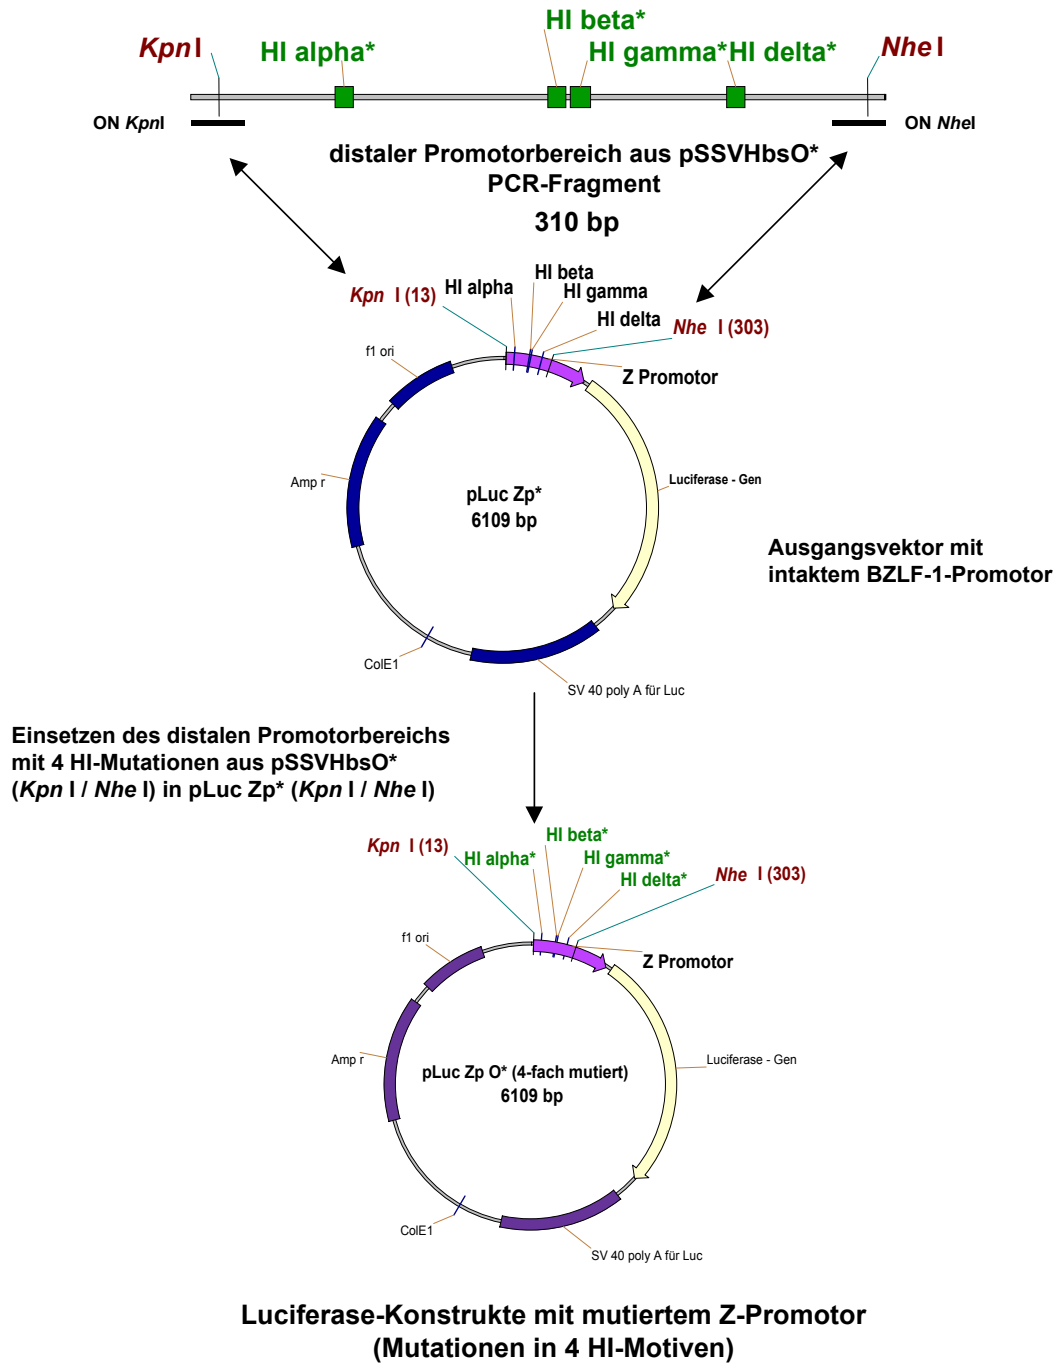 HI beta*
KpnI HI alpha* HI gamma* HI delta* NheI
ON KpnI ON NheI
distaler Promotorbereich aus pSSVHbsO*
PCR-Fragment
310 bp
HI beta
Kpn I (13) HI alpha HI gamma
HI delta Nhe I (303)
f1 ori
Z Promotor
Amp r
Luciferase - Gen
pLuc Zp*
6109 bp
Ausgangsvektor mit
intaktem BZLF-1-Promotor
ColE1
SV 40 poly A für Luc
Einsetzen des distalen Promotorbereichs
mit 4 HI-Mutationen aus pSSVHbsO*
(Kpn I / Nhe I) in pLuc Zp* (Kpn I / Nhe I)
HI beta*
Kpn I (13) HI alpha* HI gamma*
HI delta* Nhe I (303)
f1 ori
Z Promotor
Amp r
Luciferase - Gen
pLuc Zp O* (4-fach mutiert)
6109 bp
ColE1
SV 40 poly A für Luc
Luciferase-Konstrukte mit mutiertem Z-Promotor
(Mutationen in 4 HI-Motiven)